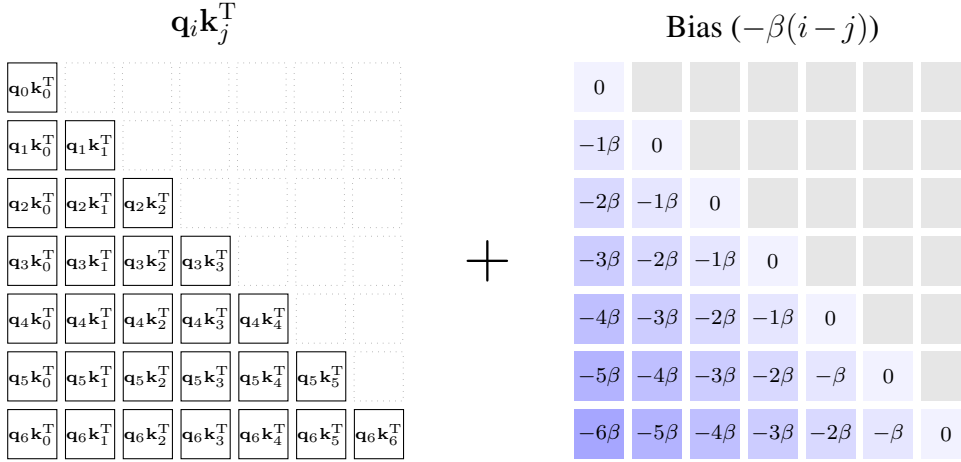 q_i k_j^T Bias (−β(i − j))
q_0k_0^T 0
q_1k_0^T q_1k_1^T −1β 0
q_2k_0^T q_2k_1^T q_2k_2^T −2β −1β 0
q_3k_0^T q_3k_1^T q_3k_2^T q_3k_3^T + −3β −2β −1β 0
q_4k_0^T q_4k_1^T q_4k_2^T q_4k_3^T q_4k_4^T −4β −3β −2β −1β 0
q_5k_0^T q_5k_1^T q_5k_2^T q_5k_3^T q_5k_4^T q_5k_5^T −5β −4β −3β −2β −β 0
q_6k_0^T q_6k_1^T q_6k_2^T q_6k_3^T q_6k_4^T q_6k_5^T q_6k_6^T −6β −5β −4β −3β −2β −β 0